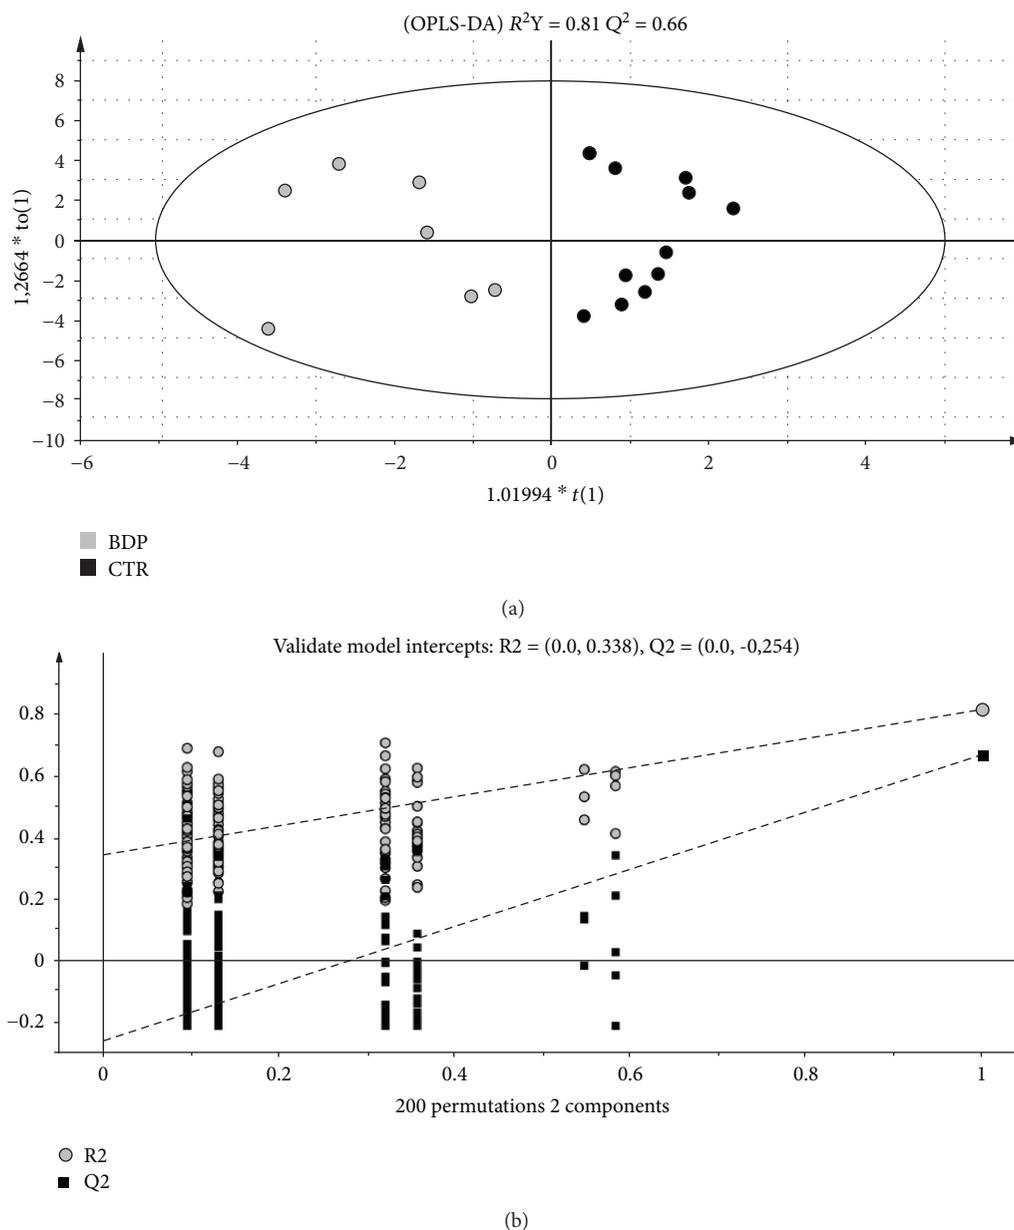 (OPLS-DA) R²Y = 0.81 Q² = 0.66
8
6
4
2
0
−2
−4
−6
−8
−10
1,2664 * to(1)
−6 −4 −2 0 2 4
1.01994 * t(1)
BDP
CTR
(a)
Validate model intercepts: R2 = (0.0, 0.338), Q2 = (0.0, -0,254)
0.8
0.6
0.4
0.2
0
−0.2
0 0.2 0.4 0.6 0.8 1
200 permutations 2 components
R2
Q2
(b)